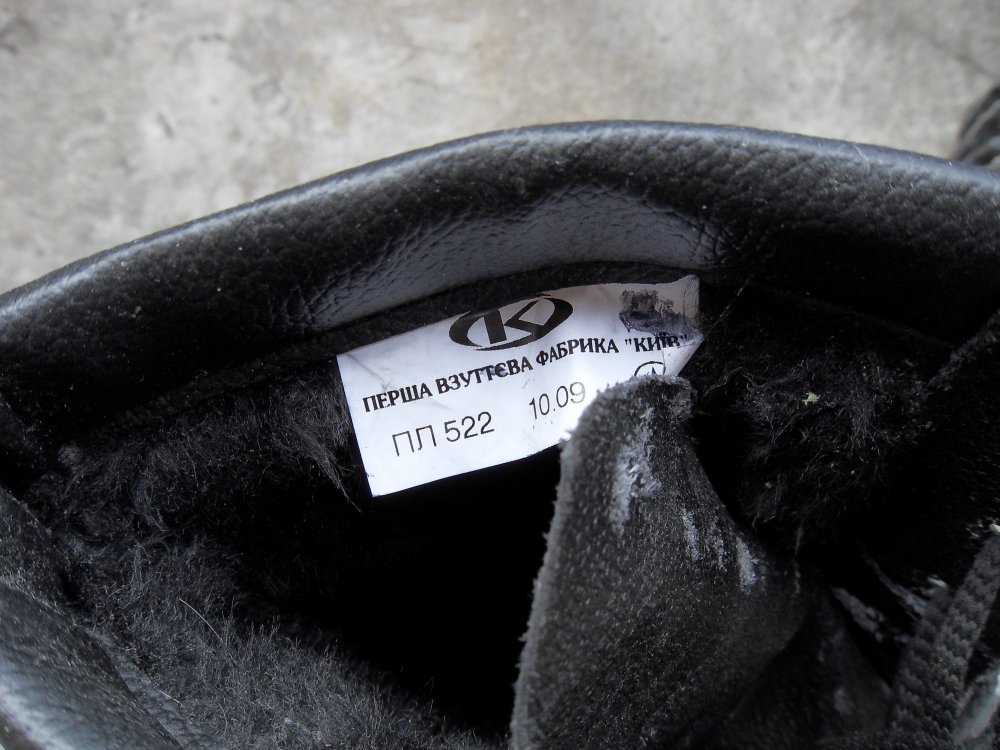 K
ПЕРША ВЗУТТЄВА ФАБРИКА "КИЇВ"
ПЛ 522 10.09